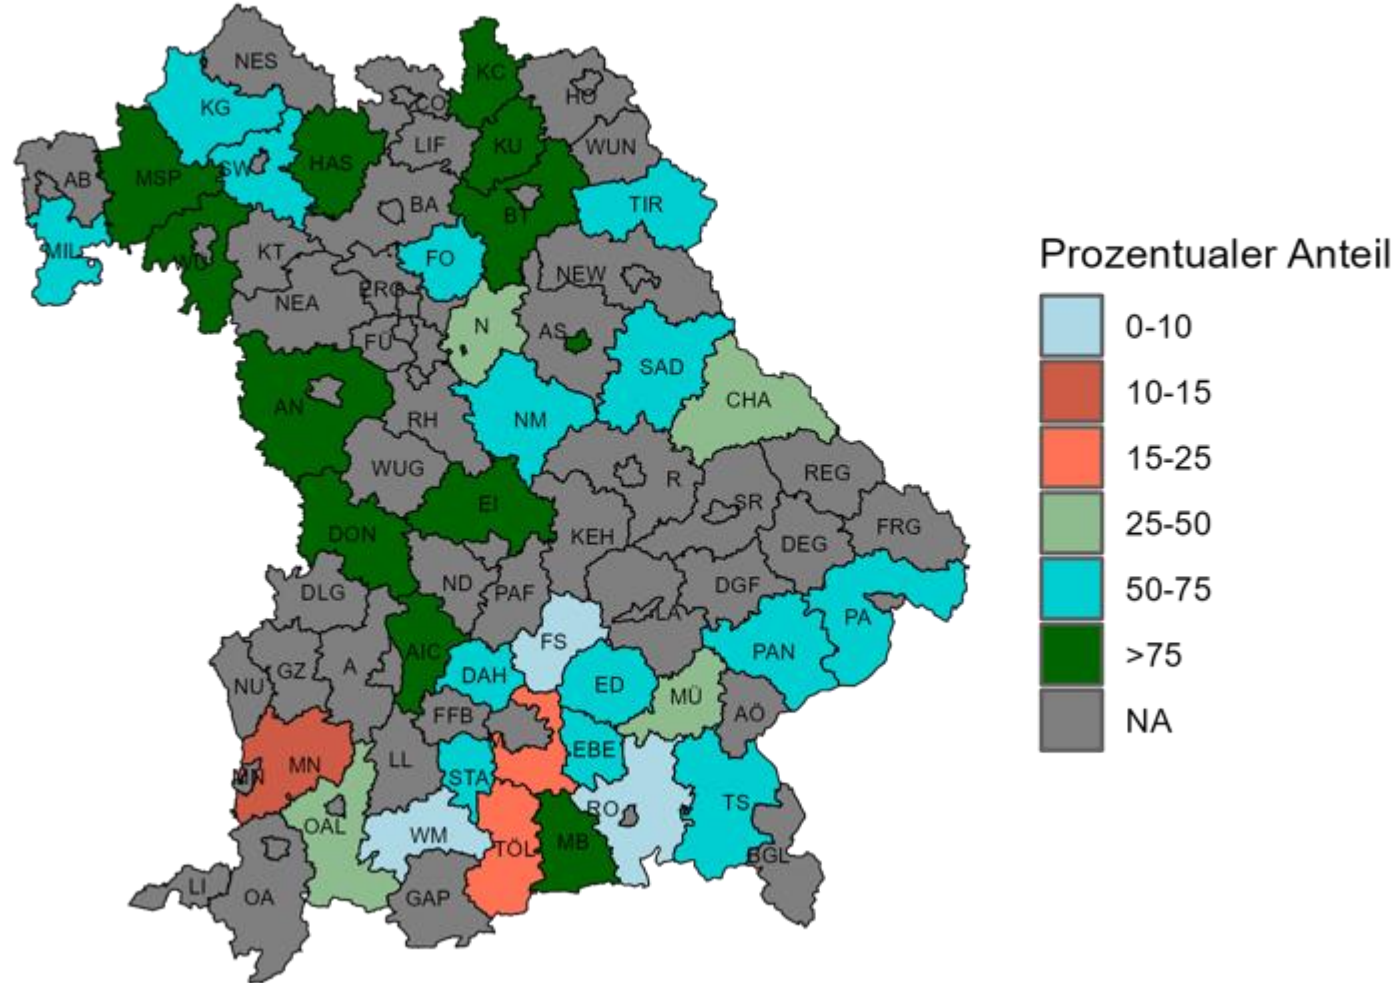 NES
KC
KG
CO
HO
LIF
KU
WUN
HAS
SW
AB
MSP
BA
BT
TIR
MIL
WÜ
KT
FO
NEW
ERG
NEA
N
AS
FÜ
SAD
AN
RH
NM
CHA
WUG
R
REG
EI
SR
DON
KEH
FRG
DEG
DLG
ND
PAF
DGF
LA
PA
FS
AIC
PAN
A
GZ
DAH
ED
NU
MÜ
FFB
AÖ
M
EBE
MN
MN
LL
STA
TS
RO
OAL
WM
TÖL
MB
BGL
LI
OA
GAP
Prozentualer Anteil
0-10
10-15
15-25
25-50
50-75
>75
NA